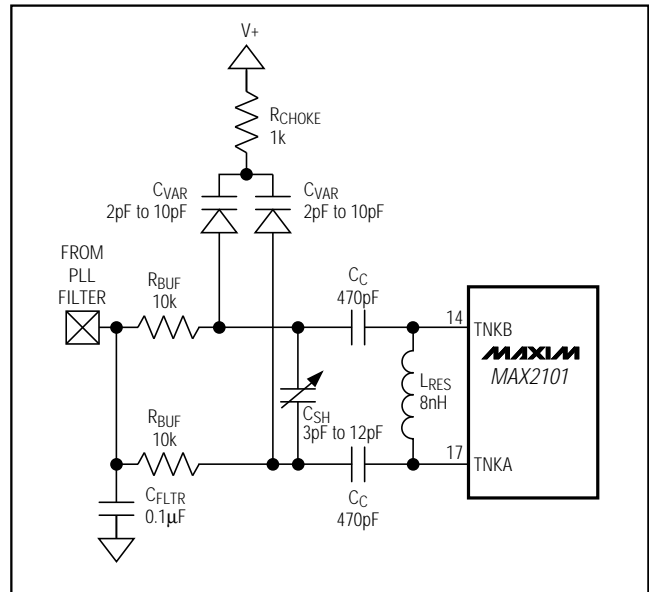 V+
RCHOKE
1k
CVAR
2pF to 10pF
CVAR
2pF to 10pF
FROM
PLL
FILTER
RBUF
10k
CC
470pF
14
TNKB
MAXIM
MAX2101
LRES
8nH
CSH
3pF to 12pF
RBUF
10k
17
TNKA
CFLTR
0.1µF
CC
470pF